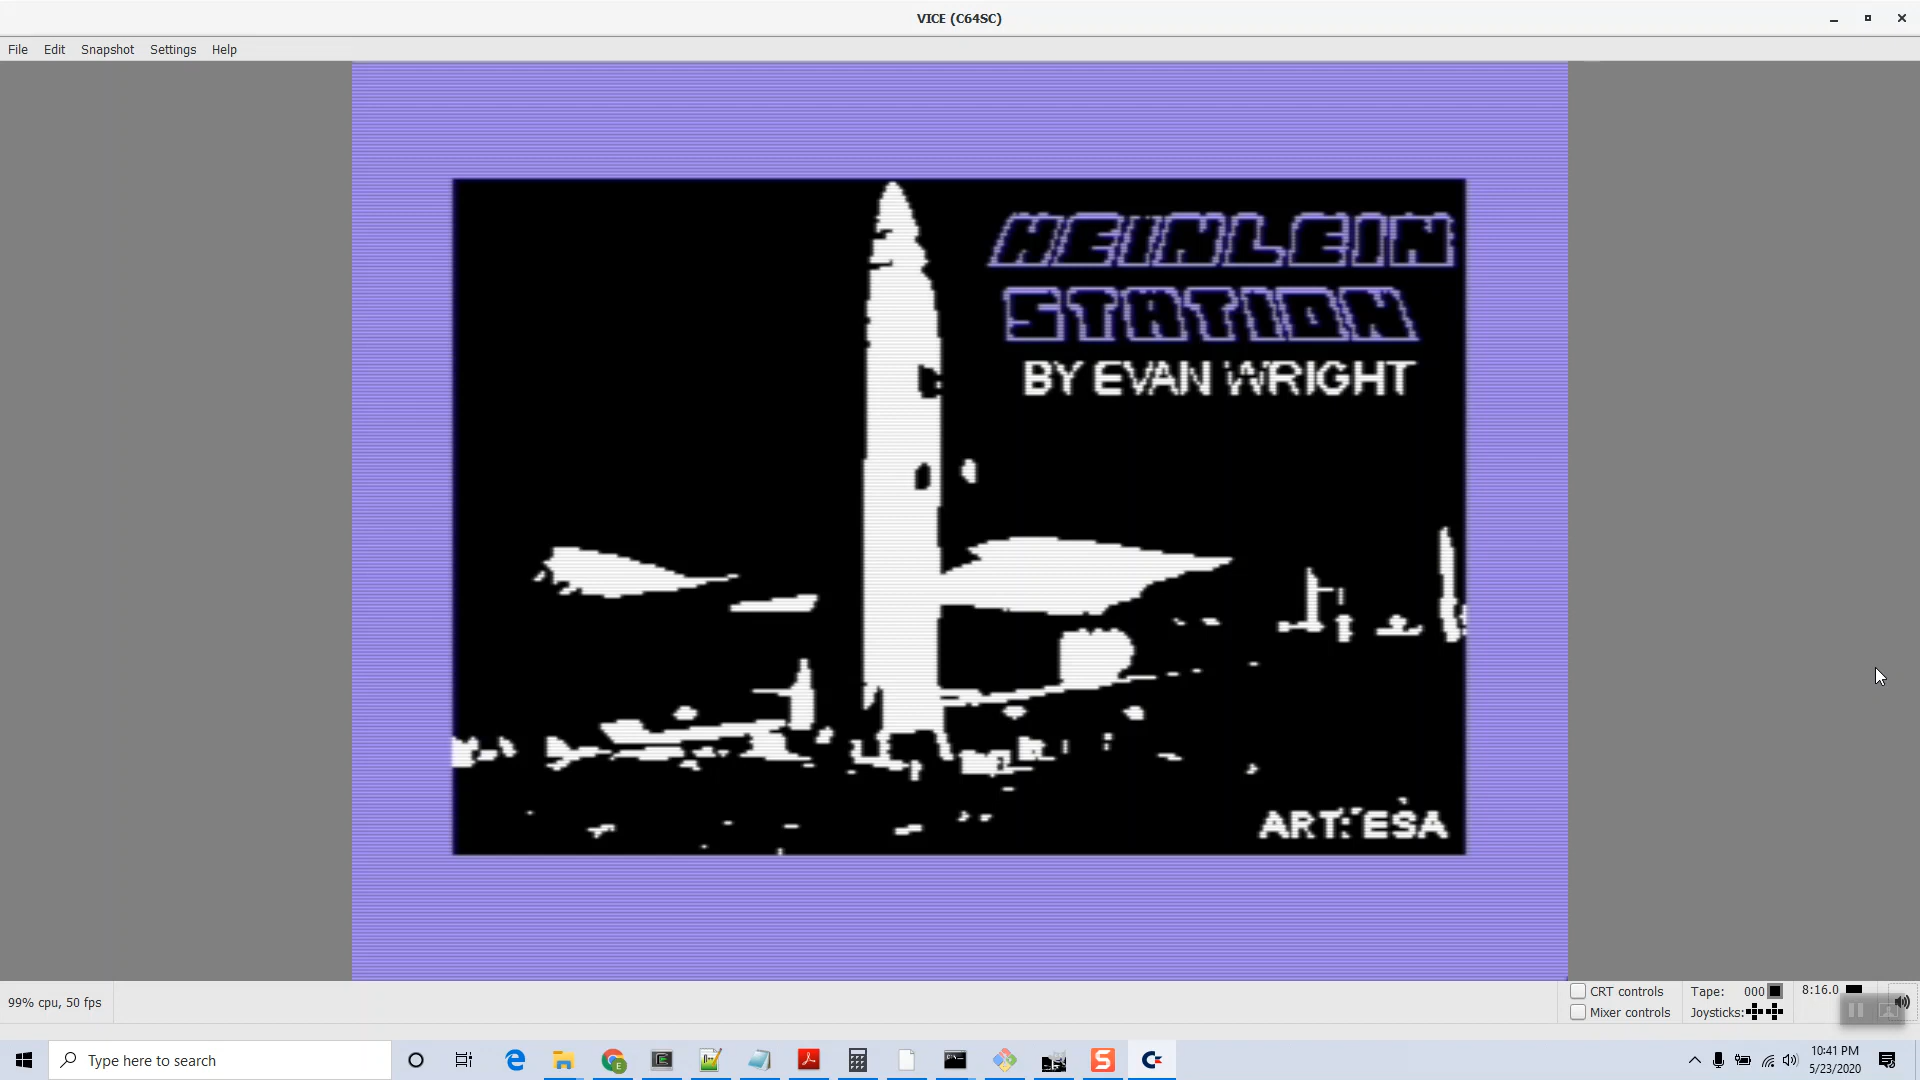 VICE (C64SC)
File Edit Snapshot Settings Help
HEINLEIN
STATION
BY EVAN WRIGHT
ART: ESA
99% cpu, 50 fps
CRT controls
Mixer controls
Tape: 000
Joysticks:
8:16.0
Type here to search
10:41 PM
5/23/2020